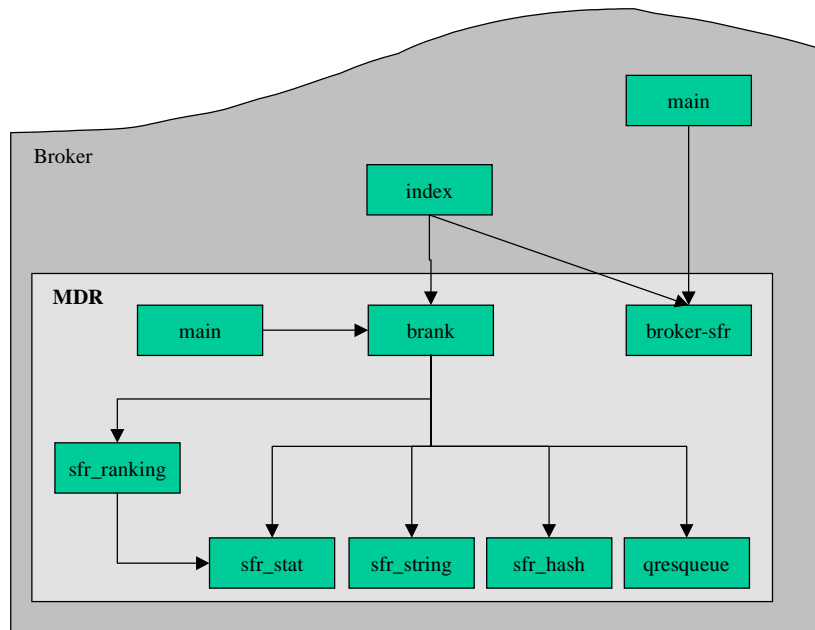 main
Broker
index
MDR
main
brank
broker-sfr
sfr_ranking
sfr_stat
sfr_string
sfr_hash
qresqueue